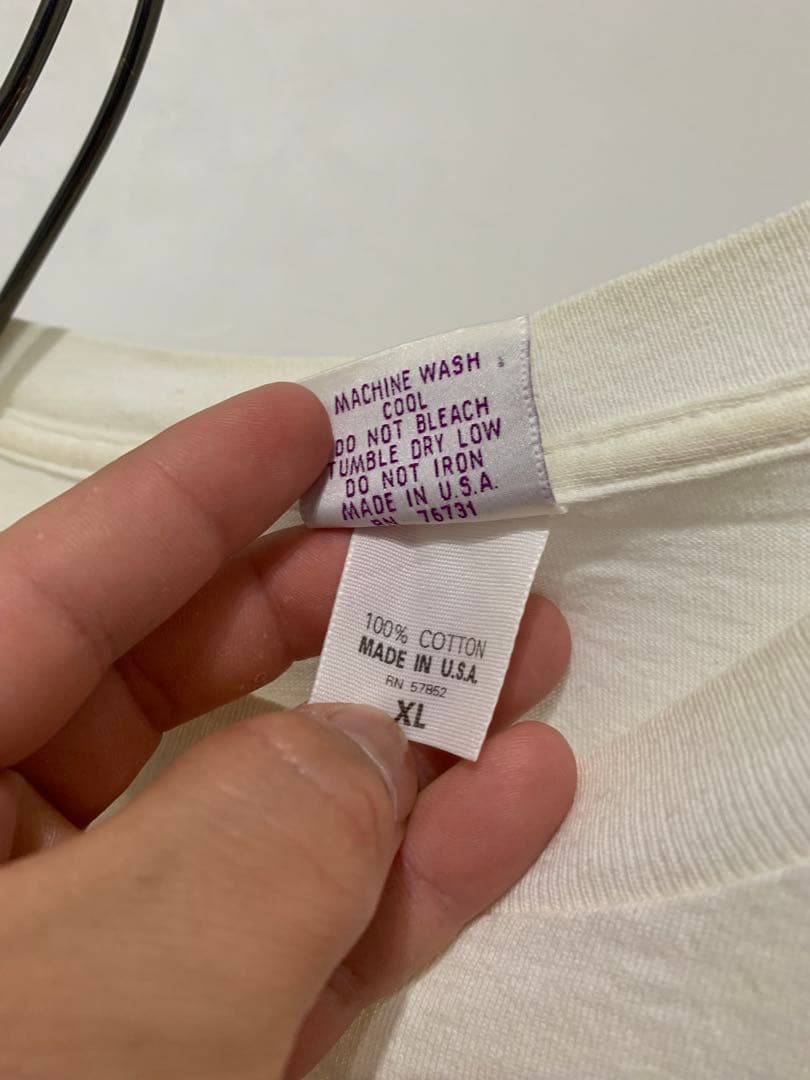 MACHINE WASH
COOL
DO NOT BLEACH
TUMBLE DRY LOW
DO NOT IRON
MADE IN U.S.A.
RN 76731
100% COTTON
MADE IN U.S.A.
RN 57852
XL